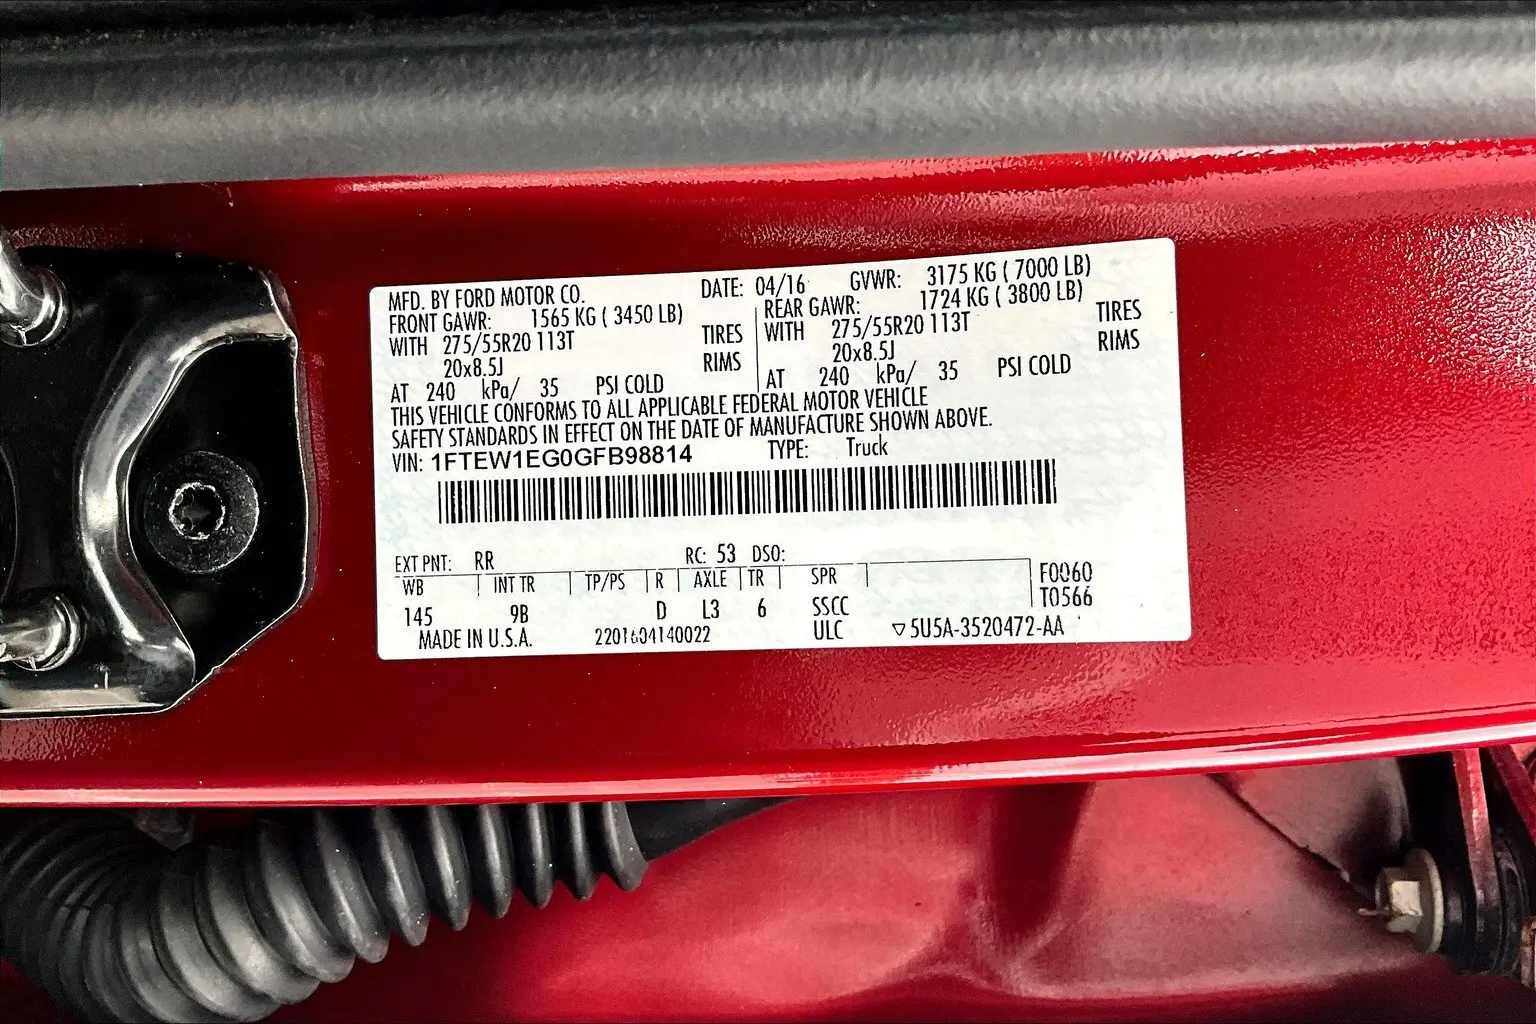 MFD. BY FORD MOTOR CO. DATE: 04/16 GVWR: 3175 KG ( 7000 LB)
FRONT GAWR: 1565 KG ( 3450 LB) REAR GAWR: 1724 KG ( 3800 LB)
WITH 275/55R20 113T TIRES WITH 275/55R20 113T TIRES
20x8.5J RIMS 20x8.5J RIMS
AT 240 kPa/ 35 PSI COLD AT 240 kPa/ 35 PSI COLD
THIS VEHICLE CONFORMS TO ALL APPLICABLE FEDERAL MOTOR VEHICLE
SAFETY STANDARDS IN EFFECT ON THE DATE OF MANUFACTURE SHOWN ABOVE.
VIN: 1FTEW1EG0GFB98814 TYPE: Truck
EXT PNT: RR RC: 53 DSO:
WB INT TR TP/PS R AXLE TR SPR F0060
145 9B D L3 6 SSCC T0566
MADE IN U.S.A. 2201604140022 ULC ▽5U5A-3520472-AA